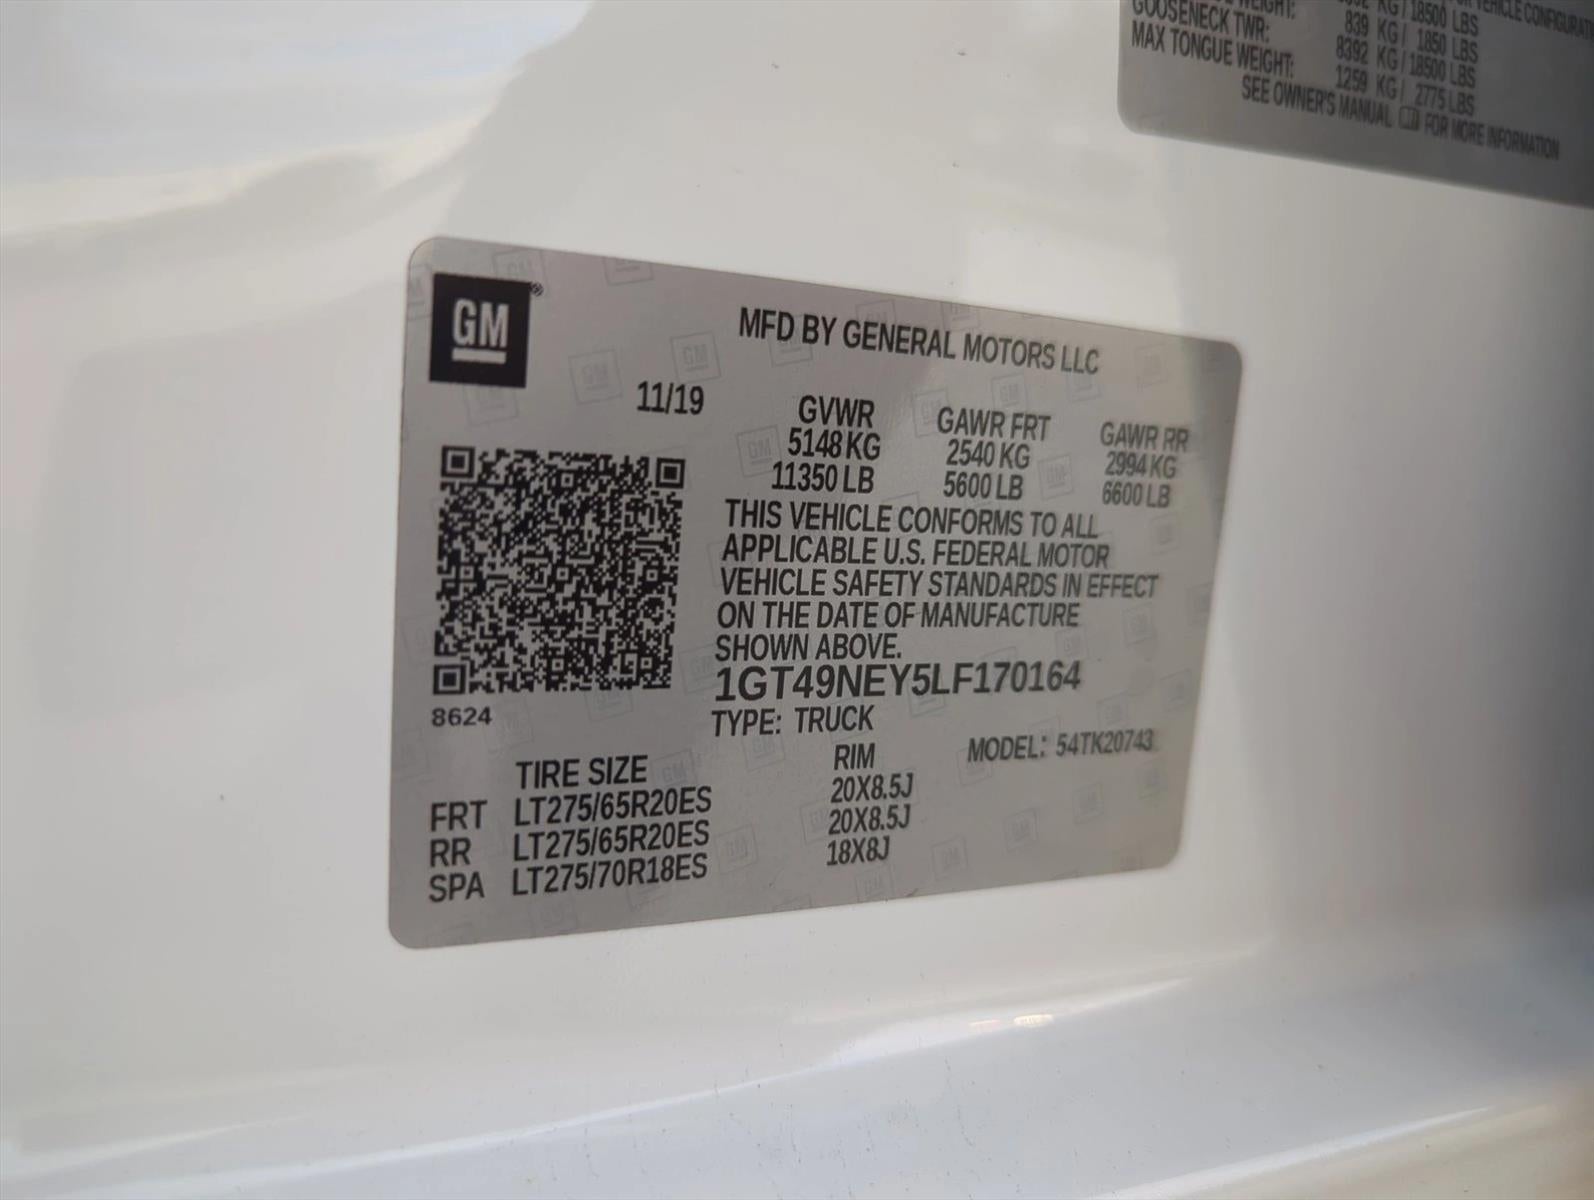 WEIGHT:
KG / 18500 LBS
GOOSENECK TWR:
839 KG / 1850 LBS
MAX TONGUE WEIGHT:
8392 KG / 18500 LBS
1259 KG / 2775 LBS
SEE OWNER'S MANUAL FOR MORE INFORMATION
GM
MFD BY GENERAL MOTORS LLC
11/19
GVWR GAWR FRT GAWR RR
5148 KG 2540 KG 2994 KG
11350 LB 5600 LB 6600 LB
THIS VEHICLE CONFORMS TO ALL
APPLICABLE U.S. FEDERAL MOTOR
VEHICLE SAFETY STANDARDS IN EFFECT
ON THE DATE OF MANUFACTURE
SHOWN ABOVE.
1GT49NEY5LF170164
8624
TYPE: TRUCK
MODEL: 54TK20743
TIRE SIZE RIM
FRT LT275/65R20ES 20X8.5J
RR LT275/65R20ES 20X8.5J
SPA LT275/70R18ES 18X8J